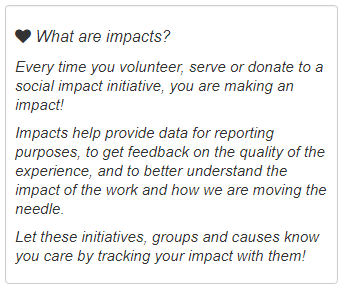 What are impacts?
Every time you volunteer, serve or donate to a
social impact initiative, you are making an
impact!
Impacts help provide data for reporting
purposes, to get feedback on the quality of the
experience, and to better understand the
impact of the work and how we are moving the
needle.
Let these initiatives, groups and causes know
you care by tracking your impact with them!